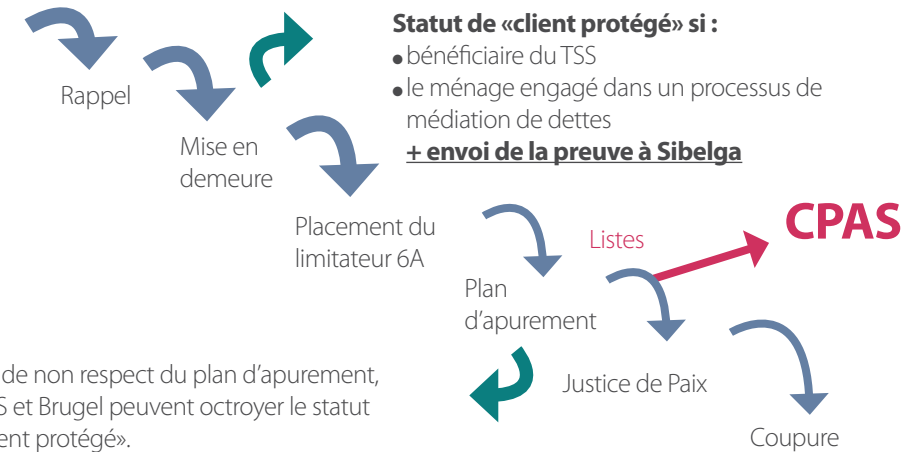 Statut de «client protégé» si :
• bénéficiaire du TSS
• le ménage engagé dans un processus de
médiation de dettes
+ envoi de la preuve à Sibelga
Rappel
Mise en
demeure
Placement du
limitateur 6A
Listes
CPAS
Plan
d’apurement
de non respect du plan d’apurement,
S et Brugel peuvent octroyer le statut
ent protégé».
Justice de Paix
Coupure